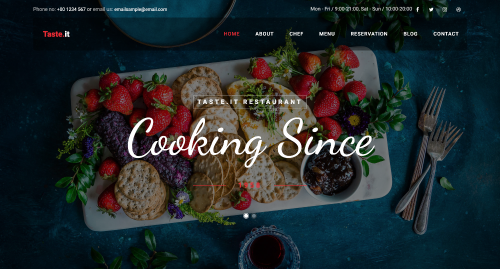 Phone no: +00 1234 567 or email us: emailsample@email.com
Mon - Fri / 9:00-21:00, Sat - Sun / 10:00-20:00
Taste.it
HOME ABOUT CHEF MENU RESERVATION BLOG CONTACT
TASTE.IT RESTAURANT
Cooking Since